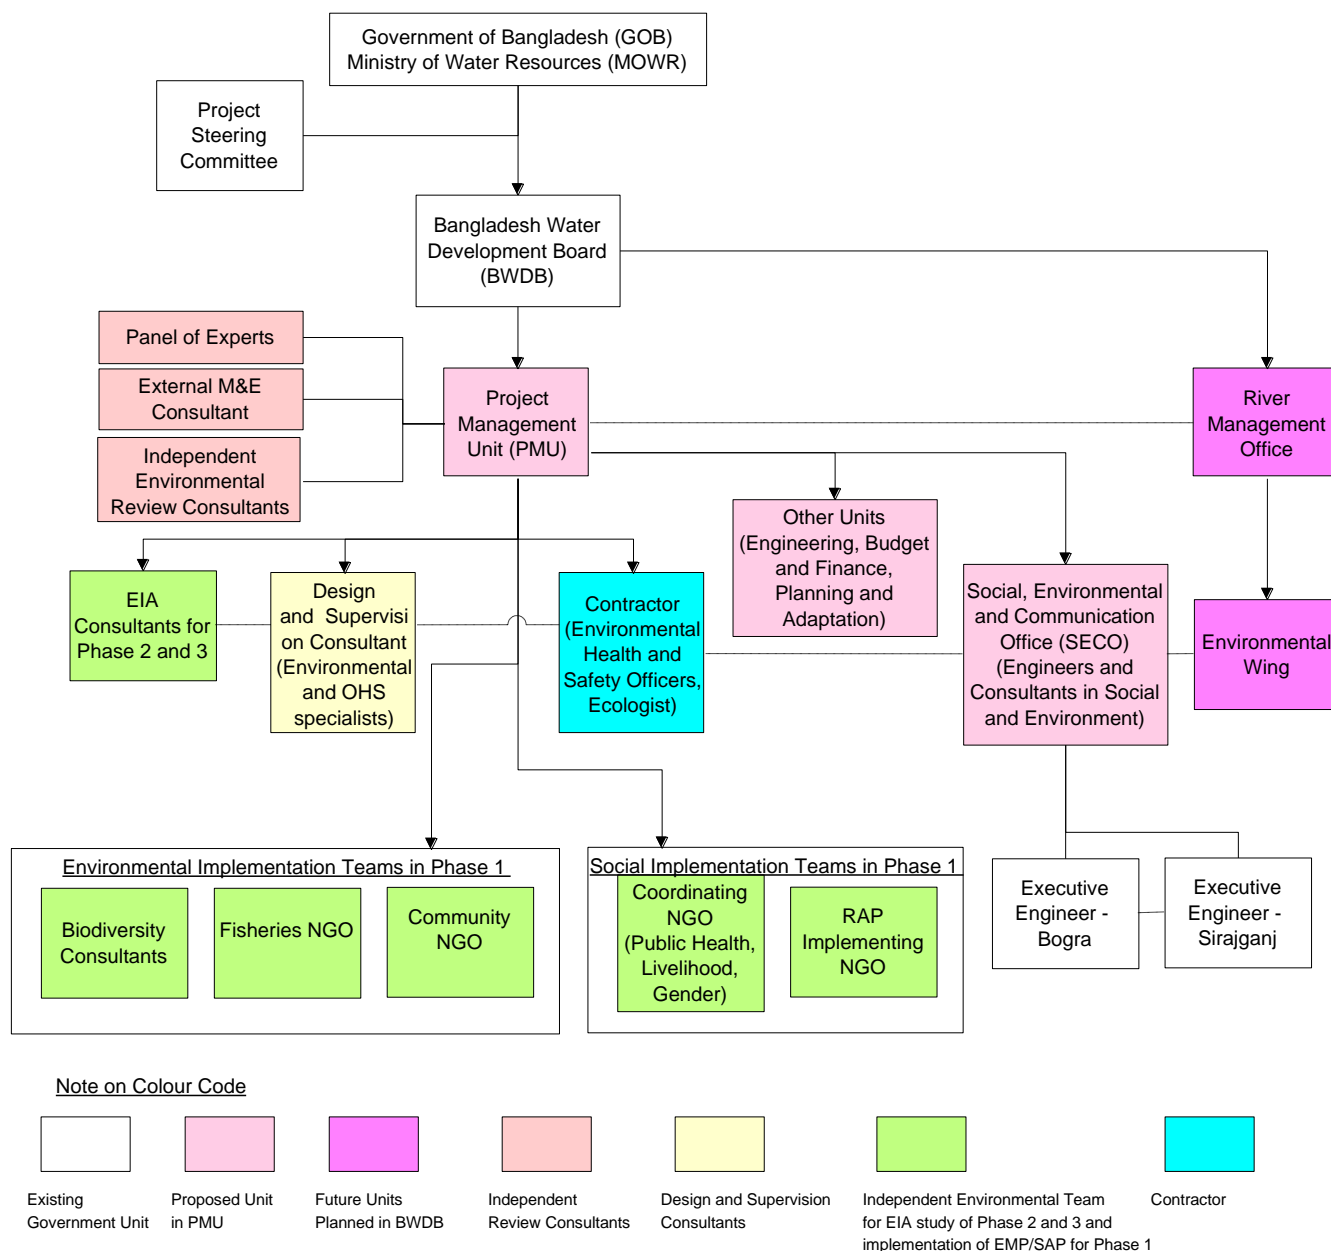 Government of Bangladesh (GOB)
Ministry of Water Resources (MOWR)
Project
Steering
Committee
Bangladesh Water
Development Board
(BWDB)
Panel of Experts
External M&E
Consultant
Independent
Environmental
Review Consultants
Project
Management
Unit (PMU)
River
Management
Office
Other Units
(Engineering, Budget
and Finance,
Planning and
Adaptation)
EIA
Consultants for
Phase 2 and 3
Design
and Supervisi
on Consultant
(Environmental
and OHS
specialists)
Contractor
(Environmental
Health and
Safety Officers,
Ecologist)
Social, Environmental
and Communication
Office (SECO)
(Engineers and
Consultants in Social
and Environment)
Environmental
Wing
Environmental Implementation Teams in Phase 1
Biodiversity
Consultants
Fisheries NGO
Community
NGO
Social Implementation Teams in Phase 1
Coordinating
NGO
(Public Health,
Livelihood,
Gender)
RAP
Implementing
NGO
Executive
Engineer -
Bogra
Executive
Engineer -
Sirajganj
Note on Colour Code
Existing
Government Unit
Proposed Unit
in PMU
Future Units
Planned in BWDB
Independent
Review Consultants
Design and Supervision
Consultants
Independent Environmental Team
for EIA study of Phase 2 and 3 and
implementation of EMP/SAP for Phase 1
Contractor